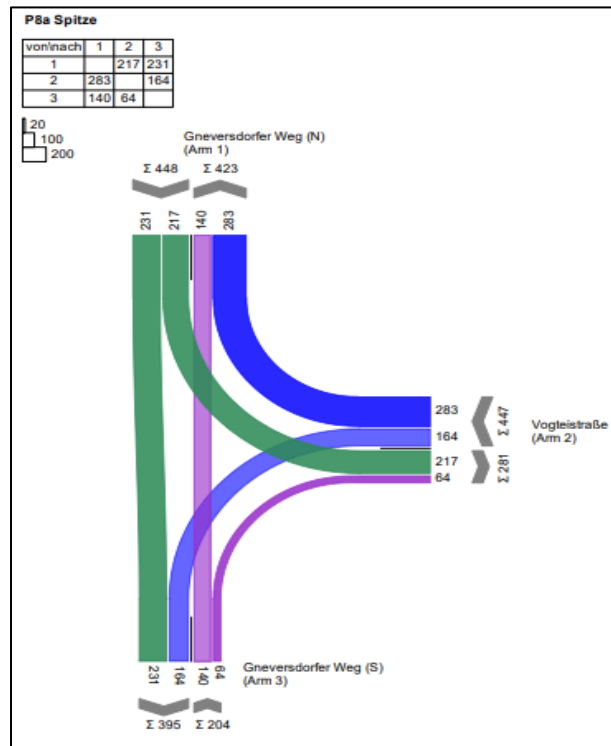 P8a Spitze
von\nach 1 2 3
1 217 231
2 283 164
3 140 64
20
100
200
Gneversdorfer Weg (N)
(Arm 1)
Σ 448 Σ 423
231 217 140 283
283
164
217
64
Σ 447
Σ 281
Vogteistraße
(Arm 2)
231 164 140 64
Gneversdorfer Weg (S)
(Arm 3)
Σ 395 Σ 204